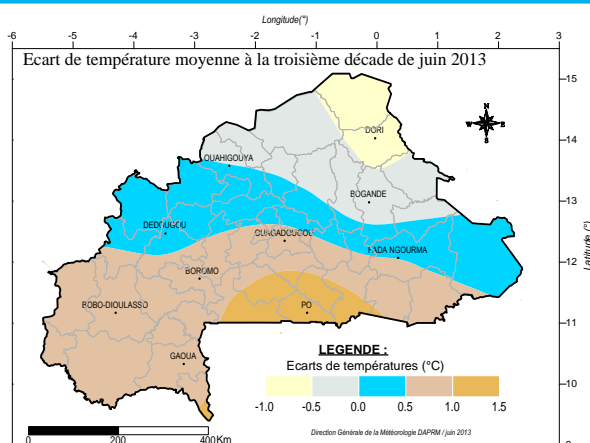 Longitude(°)
-6 -5 -4 -3 -2 -1 0 1 2 3
Ecart de température moyenne à la troisième décade de juin 2013
15
N
W E
S
DORI
14
OUAHIGOUYA
BOGANDE
13
DEDOUGOU
OUAGADOUGOU
FADA NGOURMA
Latitude(°)
12
BOROMO
BOBO-DIOULASSO
PO
11
GAOUA
LEGENDE :
Ecarts de températures (°C)
10
-1.0 -0.5 0.0 0.5 1.0 1.5
Direction Générale de la Météorologie DAPRM / juin 2013
0 200 400 Km